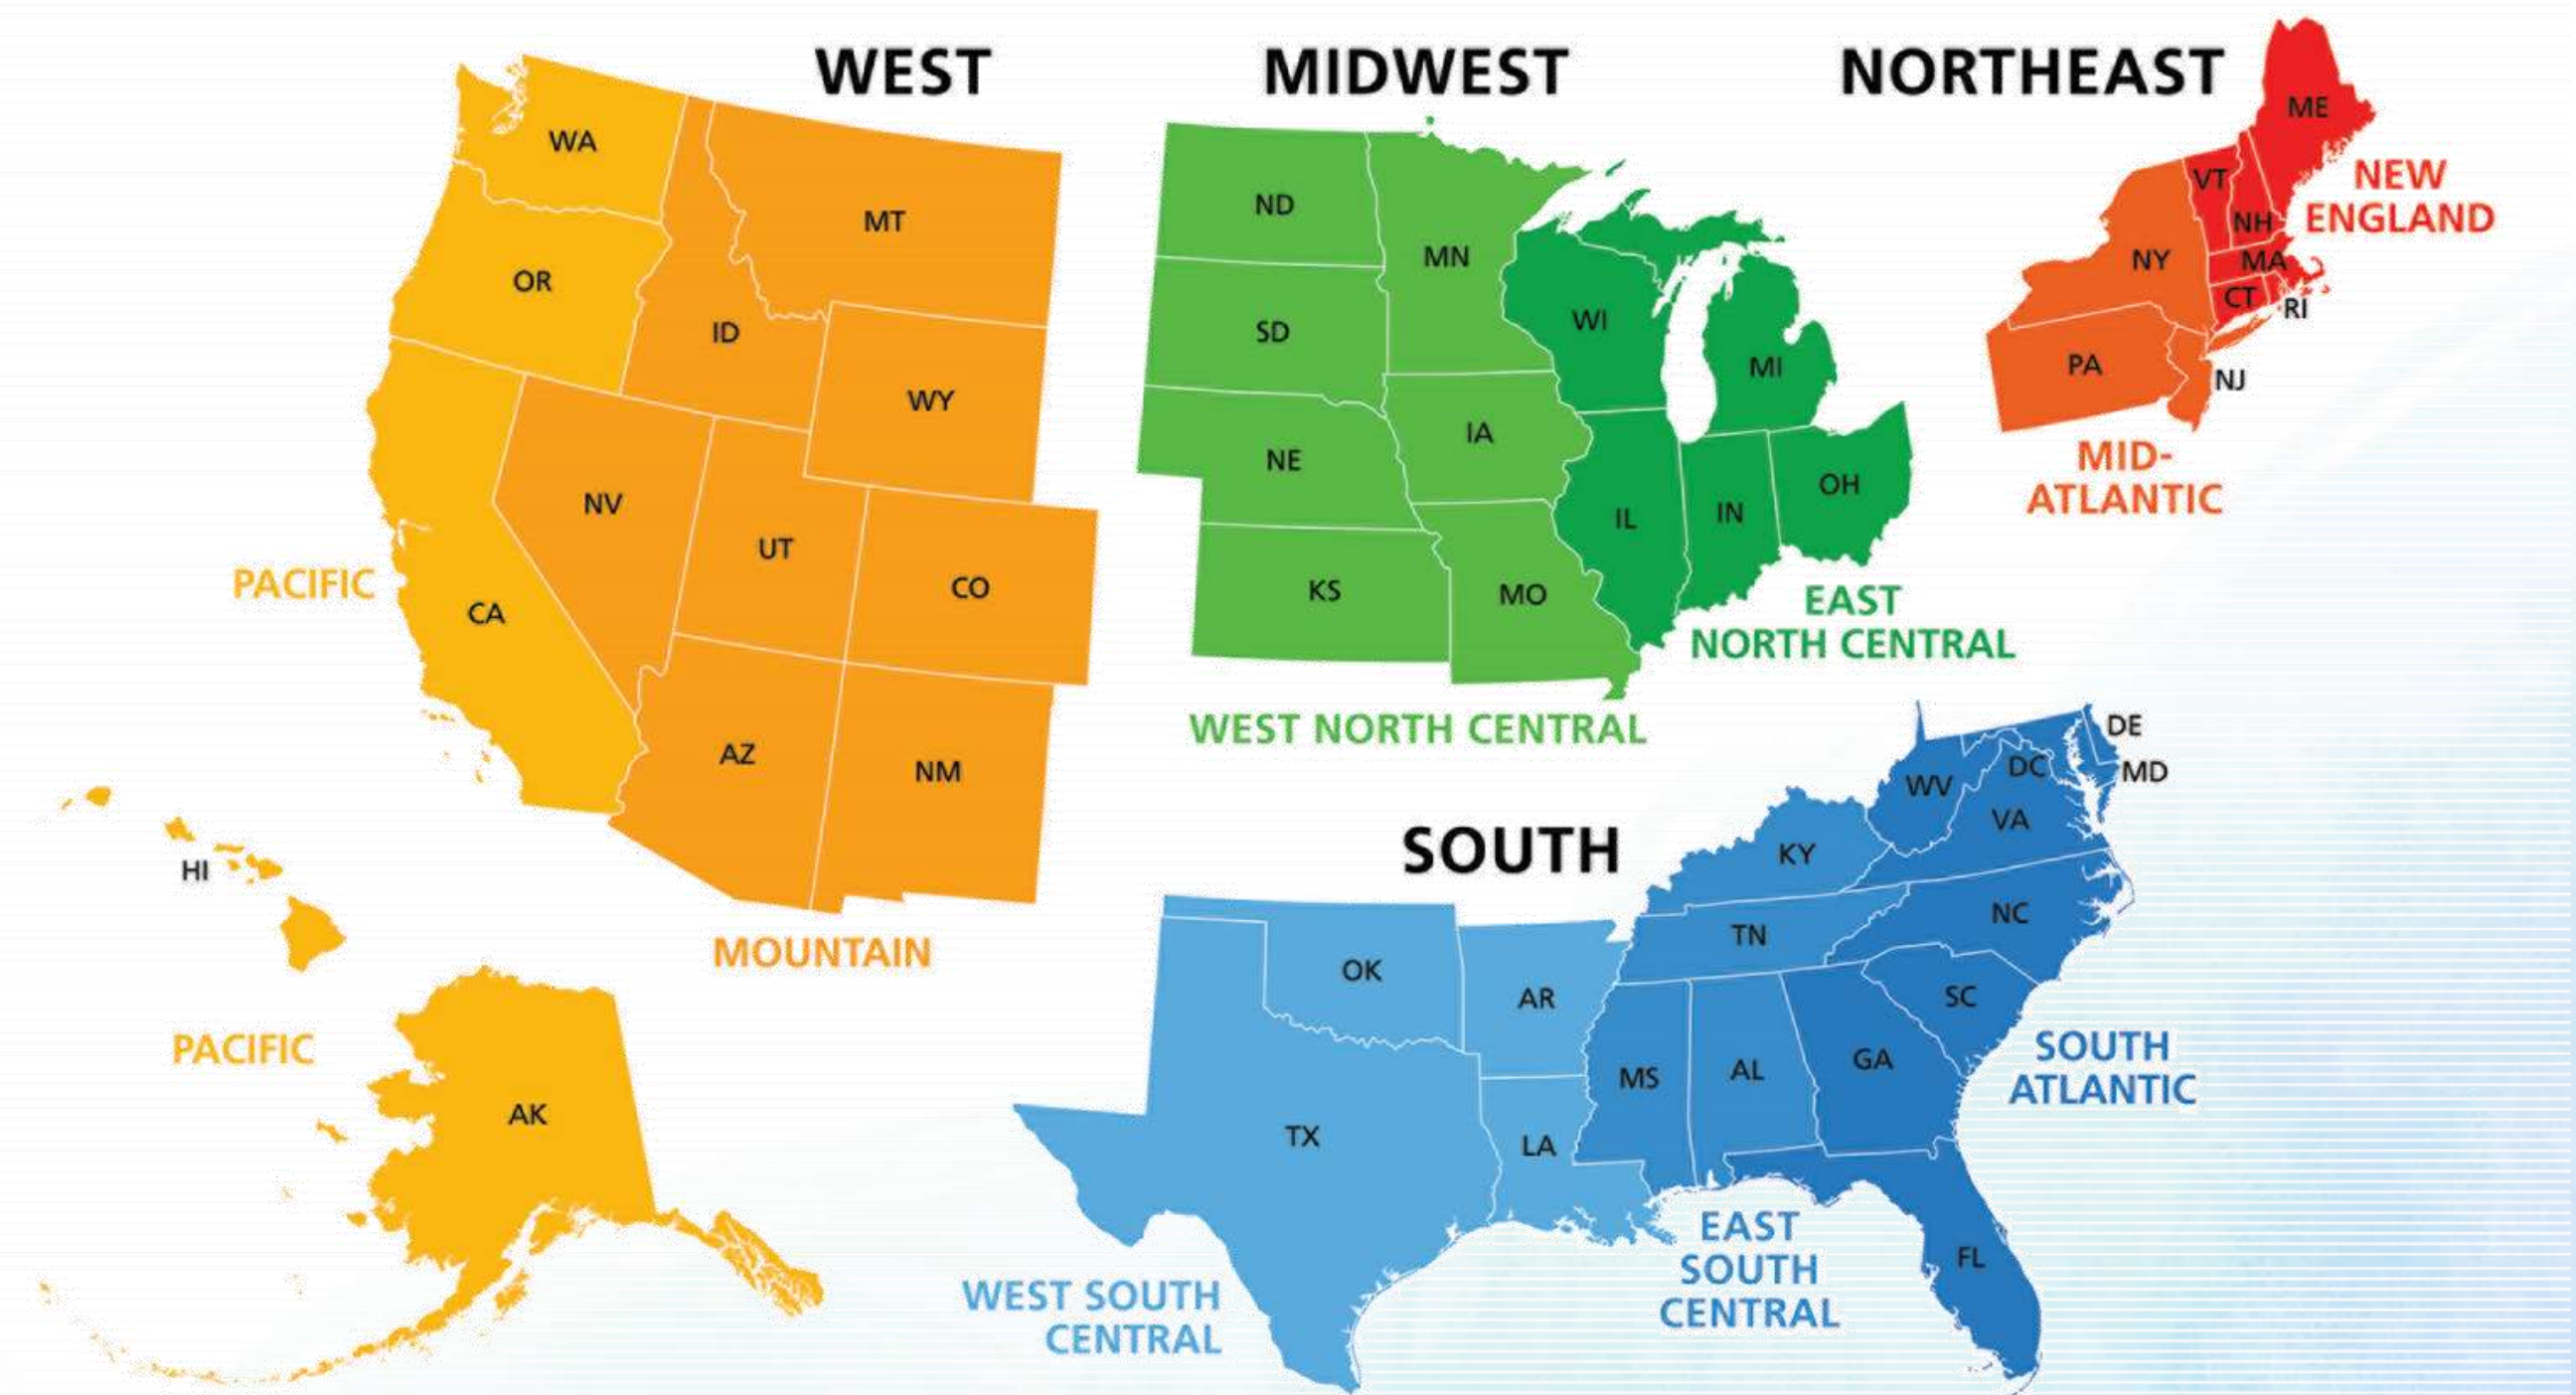 WEST
MIDWEST
NORTHEAST
WA
MT
OR
ID
WY
NV
UT
CO
PACIFIC
CA
AZ
NM
HI
MOUNTAIN
PACIFIC
AK
ND
MN
SD
WI
MI
NE
IA
IL
IN
OH
KS
MO
EAST
NORTH CENTRAL
WEST NORTH CENTRAL
ME
NEW
ENGLAND
VT
NH
NY
MA
CT
RI
PA
NJ
MID-
ATLANTIC
SOUTH
DE
MD
DC
WV
VA
KY
NC
TN
OK
AR
SC
MS
AL
GA
SOUTH
ATLANTIC
TX
LA
FL
EAST
SOUTH
CENTRAL
WEST SOUTH
CENTRAL